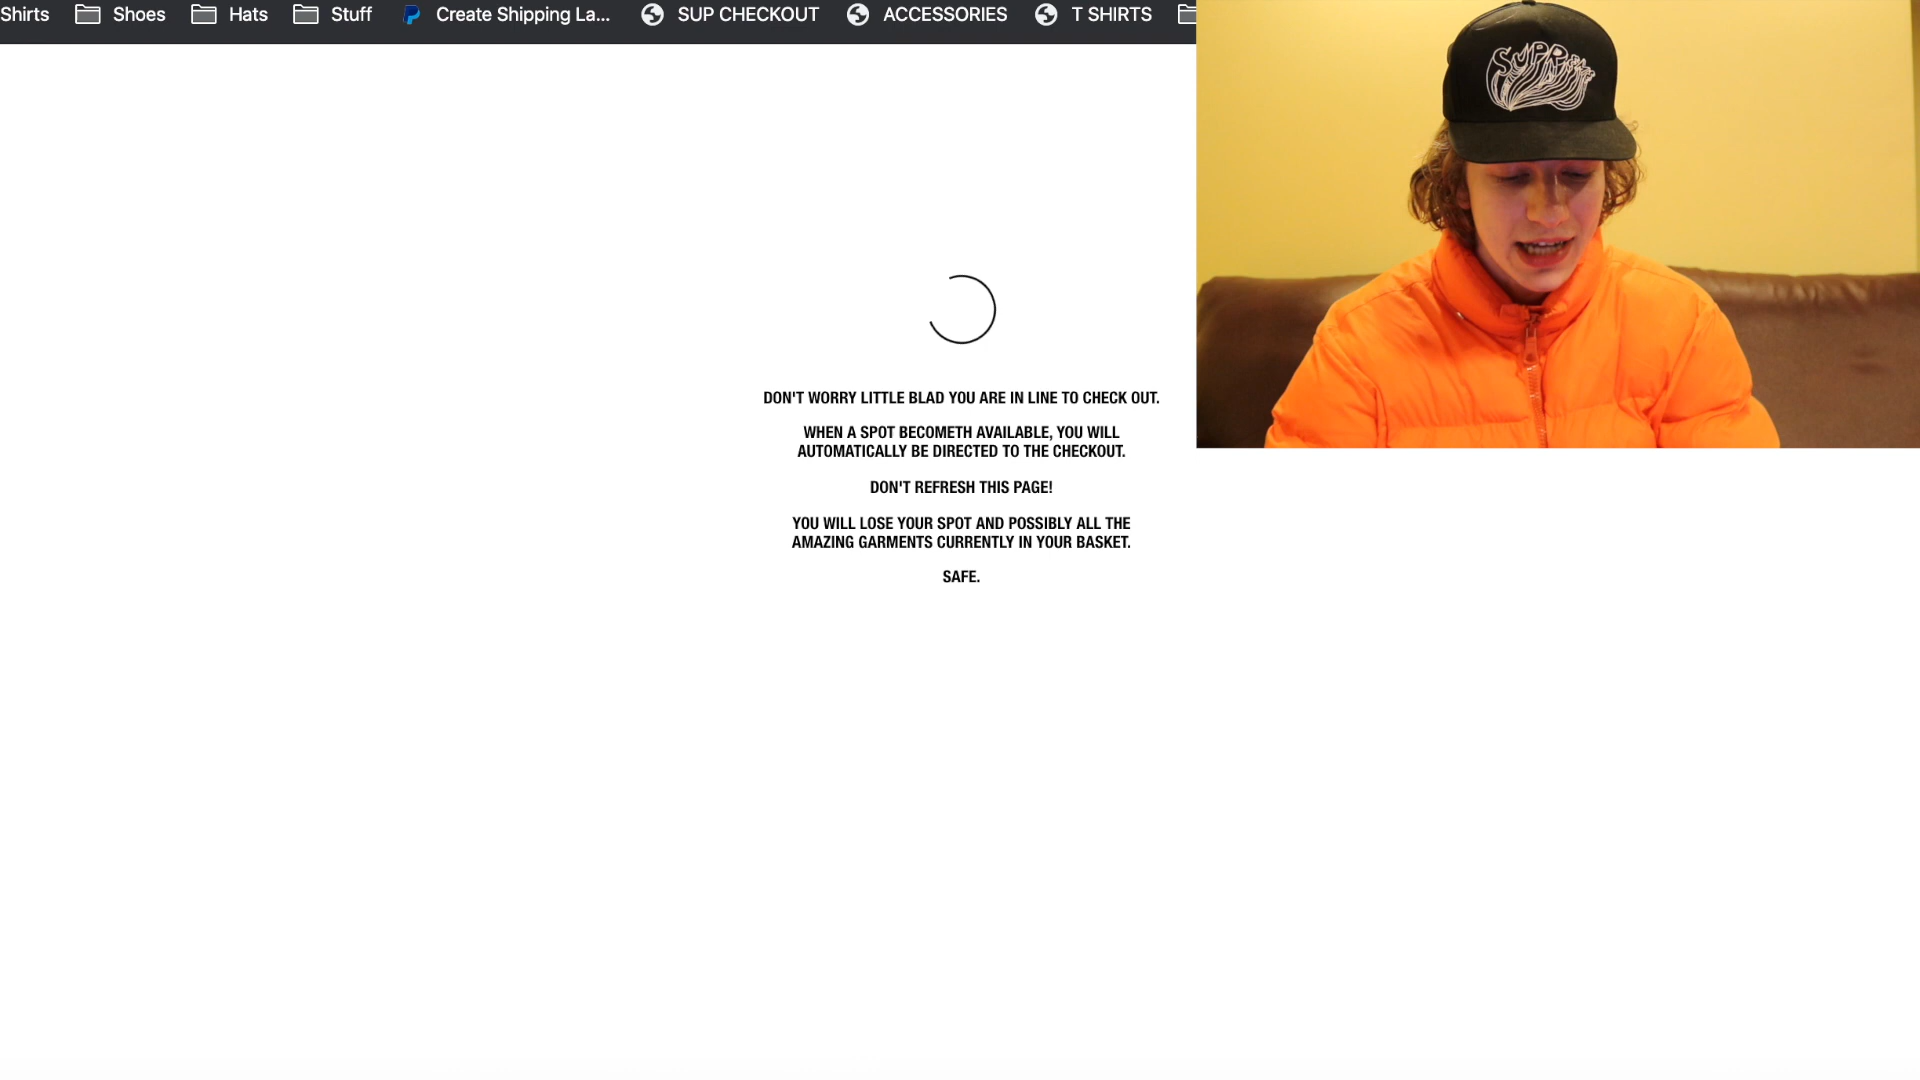 Shirts Shoes Hats Stuff Create Shipping La... SUP CHECKOUT ACCESSORIES T SHIRTS
DON'T WORRY LITTLE BLAD YOU ARE IN LINE TO CHECK OUT.
WHEN A SPOT BECOMETH AVAILABLE, YOU WILL
AUTOMATICALLY BE DIRECTED TO THE CHECKOUT.
DON'T REFRESH THIS PAGE!
YOU WILL LOSE YOUR SPOT AND POSSIBLY ALL THE
AMAZING GARMENTS CURRENTLY IN YOUR BASKET.
SAFE.